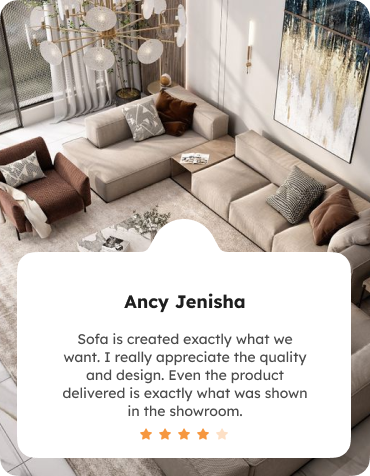 Ancy Jenisha
Sofa is created exactly what we
want. I really appreciate the quality
and design. Even the product
delivered is exactly what was shown
in the showroom.